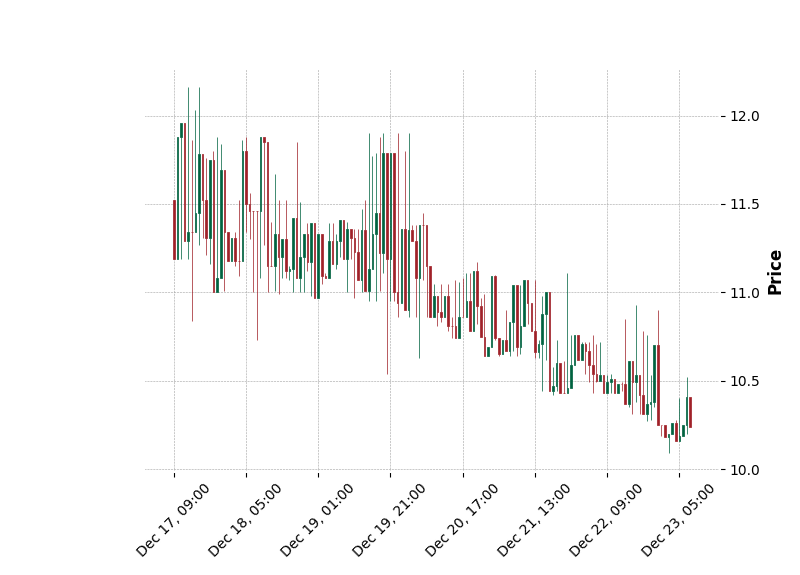 12.0
11.5
11.0
10.5
10.0
Price
Dec 17, 09:00
Dec 18, 05:00
Dec 19, 01:00
Dec 19, 21:00
Dec 20, 17:00
Dec 21, 13:00
Dec 22, 09:00
Dec 23, 05:00